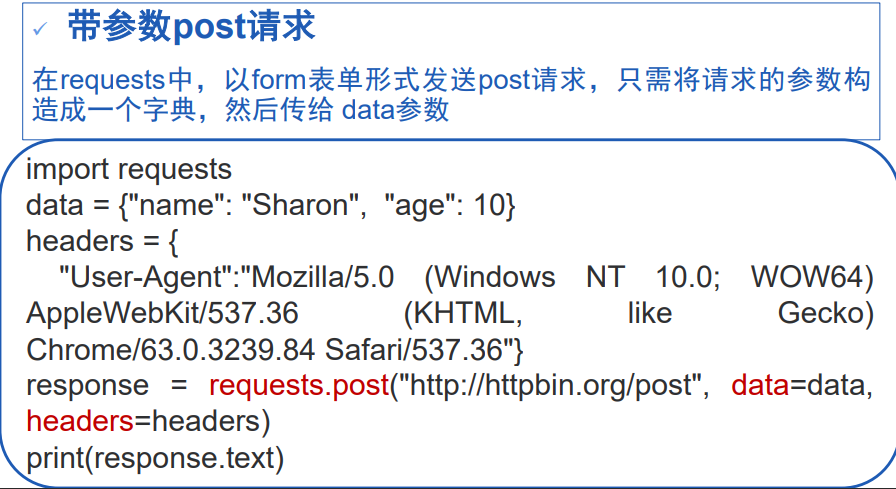 ✓ 带参数post请求
在requests中，以form表单形式发送post请求，只需将请求的参数构
造成一个字典，然后传给 data参数
import requests
data = {"name": "Sharon",  "age": 10}
headers = {
"User-Agent":"Mozilla/5.0 (Windows NT 10.0; WOW64)
AppleWebKit/537.36 (KHTML, like Gecko)
Chrome/63.0.3239.84 Safari/537.36"}
response = requests.post("http://httpbin.org/post", data=data,
headers=headers)
print(response.text)